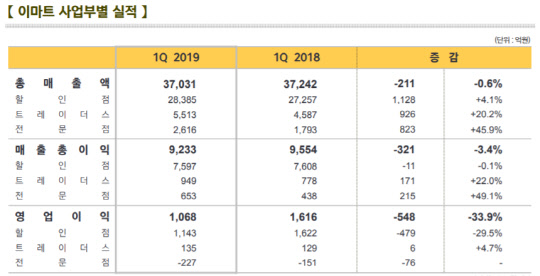 【 이마트 사업부별 실적 】
(단위 : 억원)
1Q 2019 1Q 2018 증 감
총 매 출 액 37,031 37,242 -211 -0.6%
할 인 점 28,385 27,257 1,128 +4.1%
트 레 이 더 스 5,513 4,587 926 +20.2%
전 문 점 2,616 1,793 823 +45.9%
매 출 총 이 익 9,233 9,554 -321 -3.4%
할 인 점 7,597 7,608 -11 -0.1%
트 레 이 더 스 949 778 171 +22.0%
전 문 점 653 438 215 +49.1%
영 업 이 익 1,068 1,616 -548 -33.9%
할 인 점 1,143 1,622 -479 -29.5%
트 레 이 더 스 135 129 6 +4.7%
전 문 점 -227 -151 -76 -